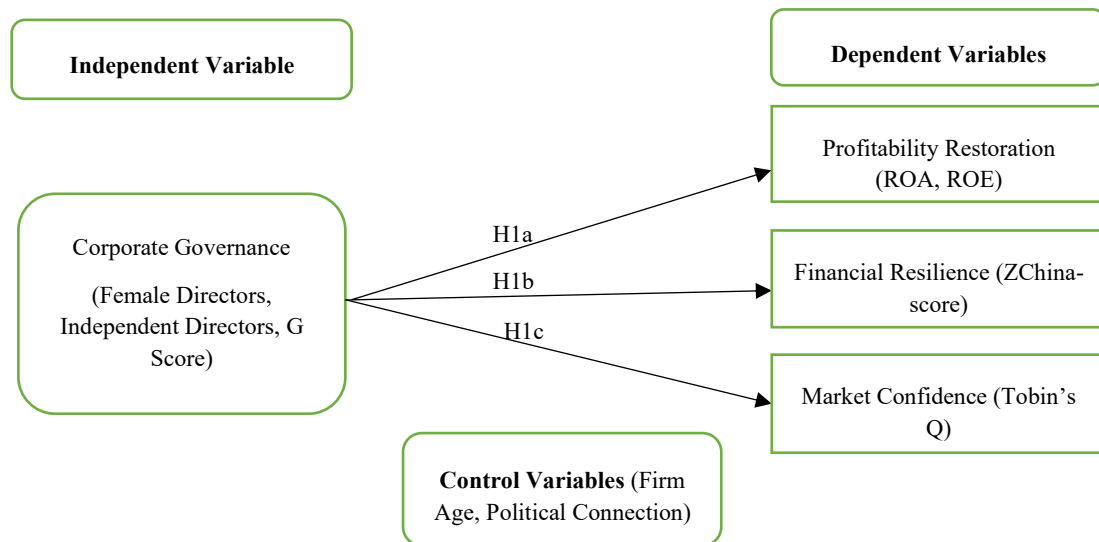 Independent Variable
Dependent Variables
Profitability Restoration
(ROA, ROE)
Corporate Governance
(Female Directors,
Independent Directors, G
Score)
H1a
H1b
H1c
Financial Resilience (ZChina-
score)
Market Confidence (Tobin’s
Q)
Control Variables (Firm
Age, Political Connection)